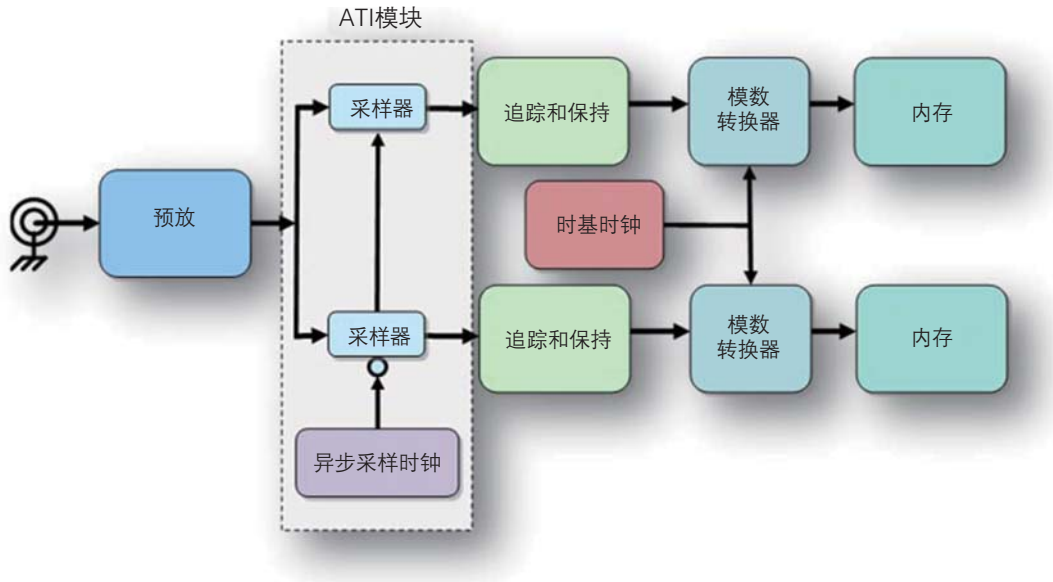 ATI模块
采样器
追踪和保持
模数
转换器
内存
预放
时基时钟
采样器
追踪和保持
模数
转换器
内存
异步采样时钟